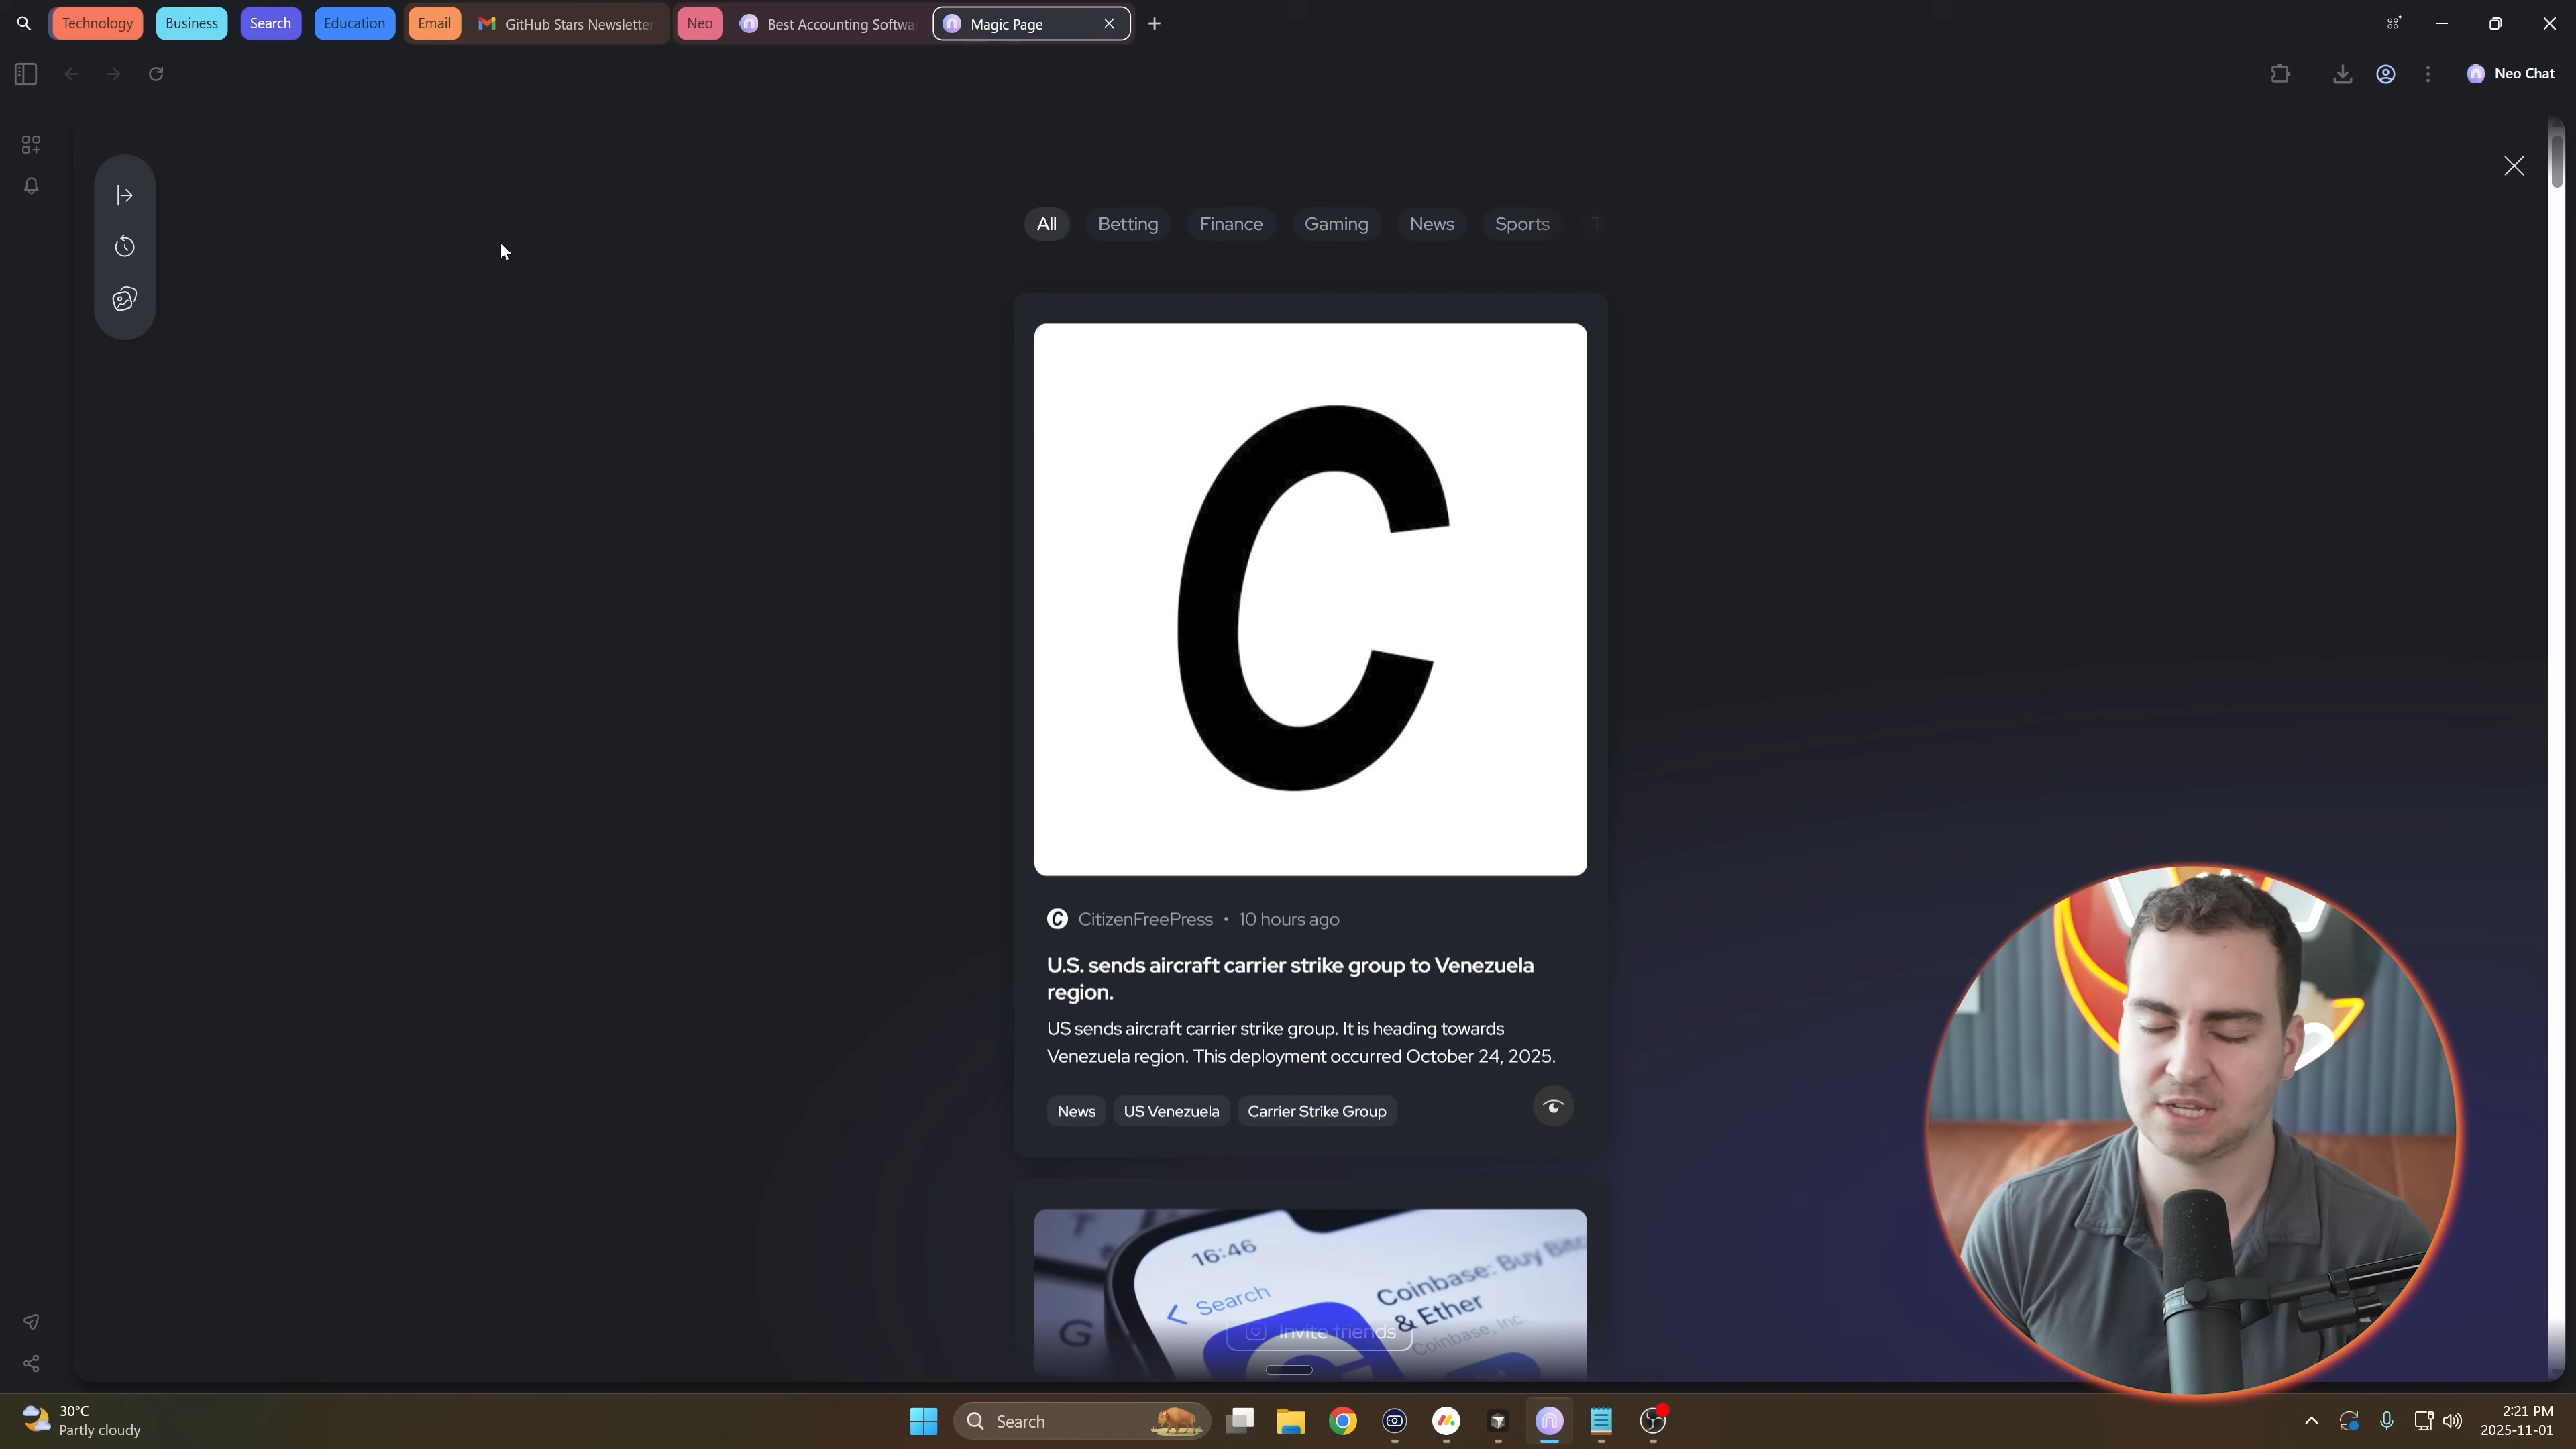 Technology
Business
Search
Education
Email
GitHub Stars Newsletter
Neo
Best Accounting Softwa
Magic Page
Neo Chat
All
Betting
Finance
Gaming
News
Sports
C
CitizenFreePress • 10 hours ago
U.S. sends aircraft carrier strike group to Venezuela
region.
US sends aircraft carrier strike group. It is heading towards
Venezuela region. This deployment occurred October 24, 2025.
News
US Venezuela
Carrier Strike Group
16:46
Search
Coinbase: Buy Bitc
& Ether
Coinbase, Inc.
G
Invite friends
30°C
Partly cloudy
Search
2:21 PM
2025-11-01